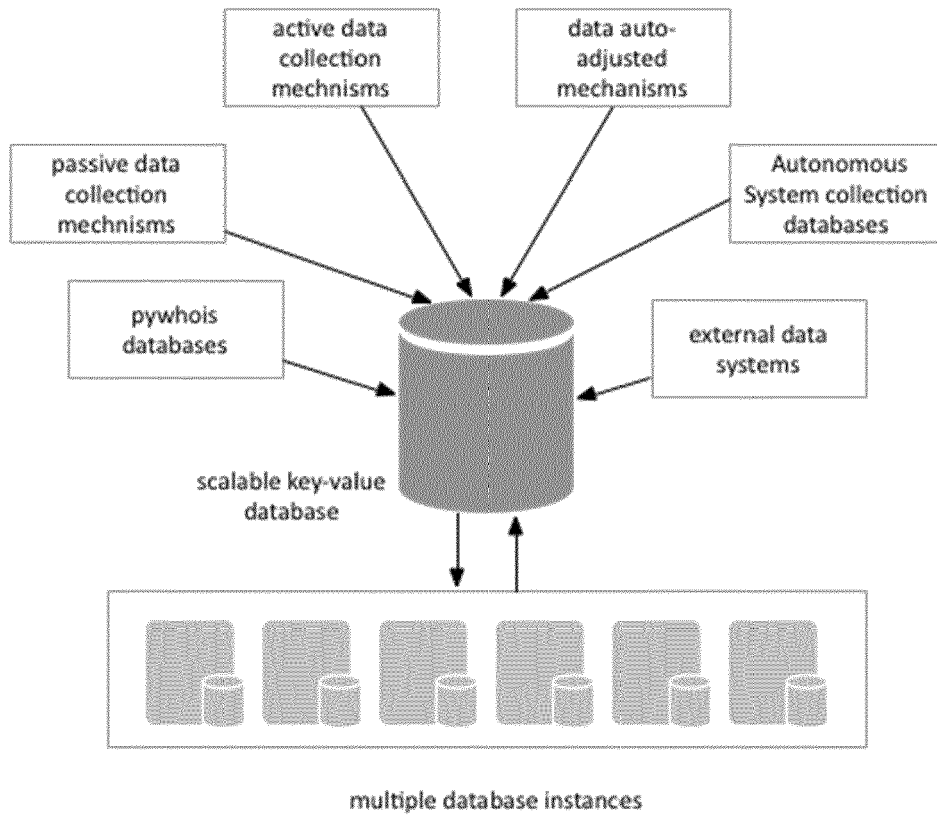 active data
collection
mechnisms
data auto-
adjusted
mechanisms
passive data
collection
mechnisms
Autonomous
System collection
databases
pywhois
databases
external data
systems
scalable key-value
database
multiple database instances